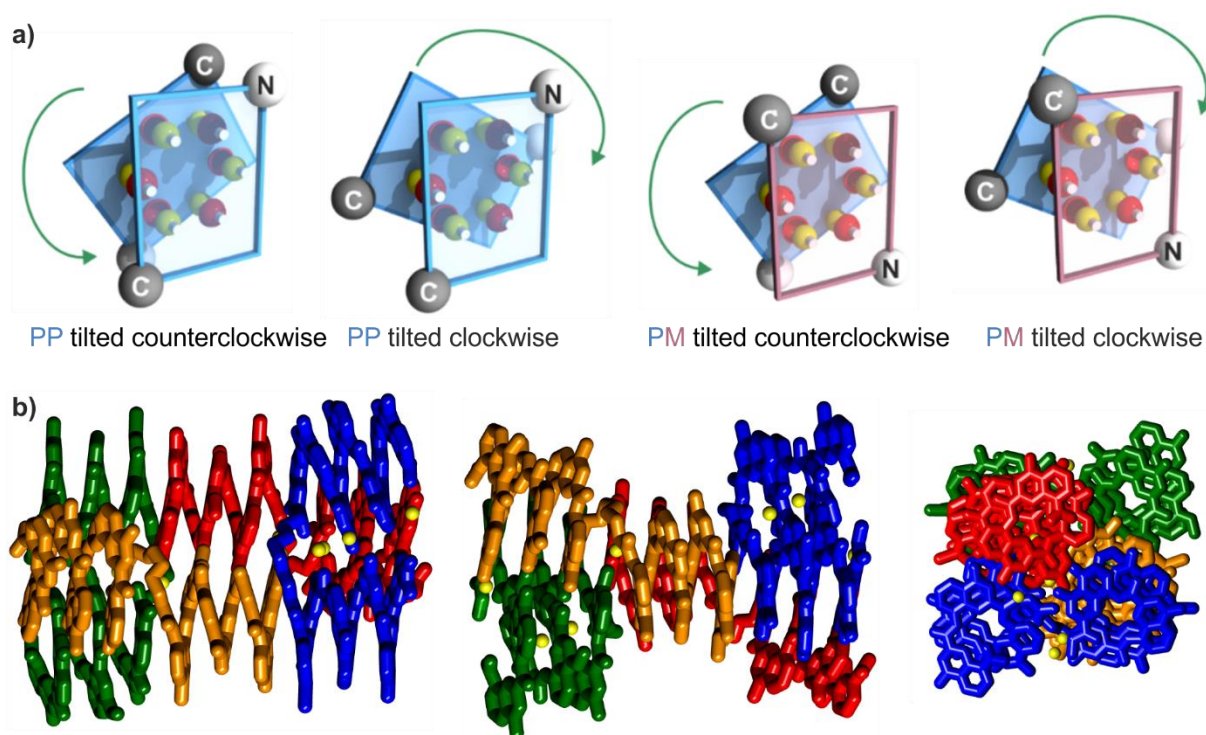 a)
C N
C
PP tilted counterclockwise
N
C
C
PP tilted clockwise
C C
N
PM tilted counterclockwise
C
C
N
PM tilted clockwise
b)